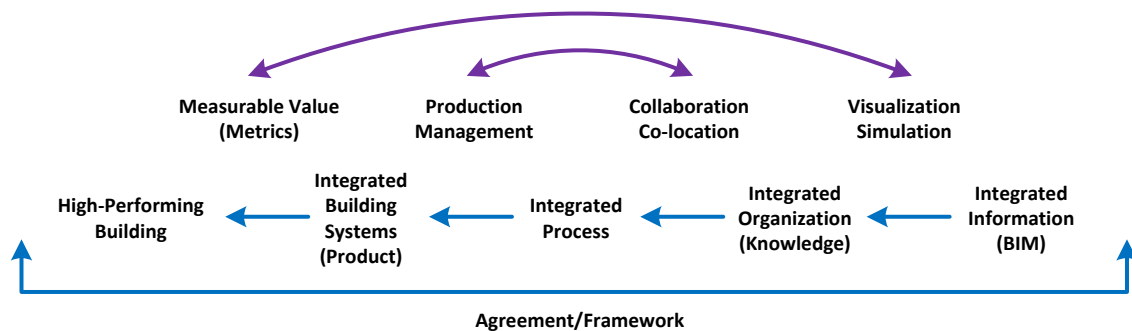 Measurable Value
(Metrics)
Production
Management
Collaboration
Co-location
Visualization
Simulation
High-Performing
Building
Integrated
Building
Systems
(Product)
Integrated
Process
Integrated
Organization
(Knowledge)
Integrated
Information
(BIM)
Agreement/Framework